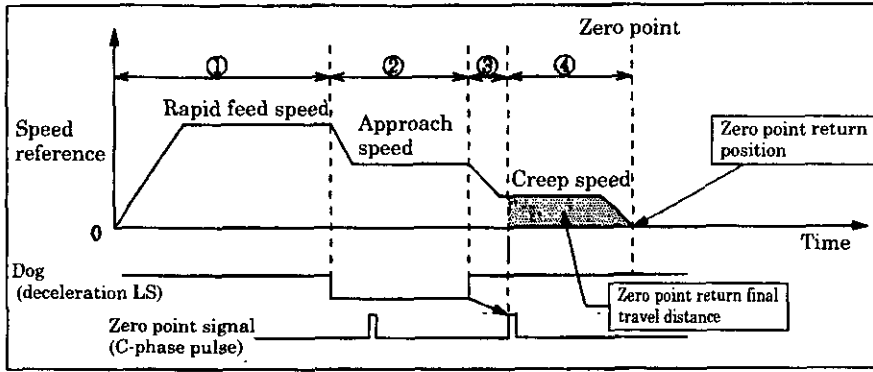 Zero point
① ② ③ ④
Rapid feed speed
Approach
speed
Speed
reference
Zero point return
position
Creep speed
0
Time
Dog
(deceleration LS)
Zero point return final
travel distance
Zero point signal
(C-phase pulse)